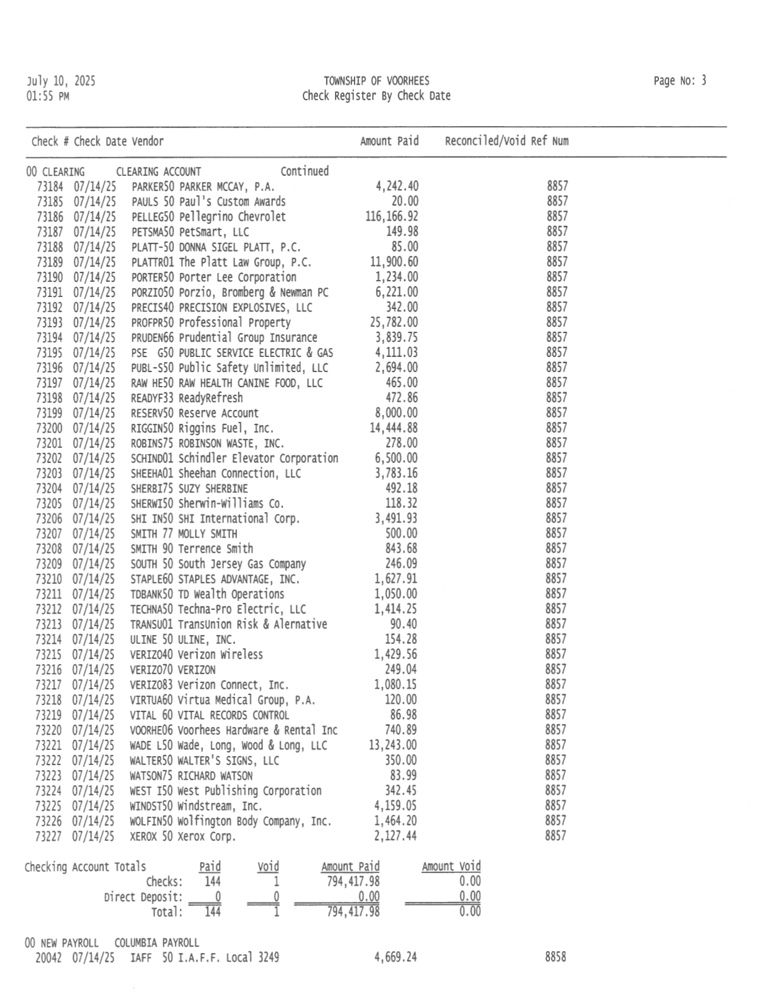 July 10, 2025 TOWNSHIP OF VOORHEES Page No: 3
01:55 PM Check Register By Check Date
Check # Check Date Vendor Amount Paid Reconciled/Void Ref Num
00 CLEARING CLEARING ACCOUNT Continued
73184 07/14/25 PARKER50 PARKER MCCAY, P.A. 4,242.40 8857
73185 07/14/25 PAULS 50 Paul's Custom Awards 20.00 8857
73186 07/14/25 PELLEG50 Pellegrino Chevrolet 116,166.92 8857
73187 07/14/25 PETSMA50 PetSmart, LLC 149.98 8857
73188 07/14/25 PLATT-50 DONNA SIGEL PLATT, P.C. 85.00 8857
73189 07/14/25 PLATTR01 The Platt Law Group, P.C. 11,900.60 8857
73190 07/14/25 PORTER50 Porter Lee Corporation 1,234.00 8857
73191 07/14/25 PORZIO50 Porzio, Bromberg & Newman PC 6,221.00 8857
73192 07/14/25 PRECIS40 PRECISION EXPLOSIVES, LLC 342.00 8857
73193 07/14/25 PROFPR50 Professional Property 25,782.00 8857
73194 07/14/25 PRUDEN66 Prudential Group Insurance 3,839.75 8857
73195 07/14/25 PSE G50 PUBLIC SERVICE ELECTRIC & GAS 4,111.03 8857
73196 07/14/25 PUBL-S50 Public Safety Unlimited, LLC 2,694.00 8857
73197 07/14/25 RAW HE50 RAW HEALTH CANINE FOOD, LLC 465.00 8857
73198 07/14/25 READYF33 ReadyRefresh 472.86 8857
73199 07/14/25 RESERV50 Reserve Account 8,000.00 8857
73200 07/14/25 RIGGIN50 Riggins Fuel, Inc. 14,444.88 8857
73201 07/14/25 ROBINS75 ROBINSON WASTE, INC. 278.00 8857
73202 07/14/25 SCHIND01 Schindler Elevator Corporation 6,500.00 8857
73203 07/14/25 SHEEHA01 Sheehan Connection, LLC 3,783.16 8857
73204 07/14/25 SHERBI75 SUZY SHERBINE 492.18 8857
73205 07/14/25 SHERWI50 Sherwin-Williams Co. 118.32 8857
73206 07/14/25 SHI IN50 SHI International Corp. 3,491.93 8857
73207 07/14/25 SMITH 77 MOLLY SMITH 500.00 8857
73208 07/14/25 SMITH 90 Terrence Smith 843.68 8857
73209 07/14/25 SOUTH 50 South Jersey Gas Company 246.09 8857
73210 07/14/25 STAPLE60 STAPLES ADVANTAGE, INC. 1,627.91 8857
73211 07/14/25 TDBANK50 TD Wealth Operations 1,050.00 8857
73212 07/14/25 TECHNA50 Techna-Pro Electric, LLC 1,414.25 8857
73213 07/14/25 TRANSU01 TransUnion Risk & Alernative 90.40 8857
73214 07/14/25 ULINE 50 ULINE, INC. 154.28 8857
73215 07/14/25 VERIZO40 Verizon Wireless 1,429.56 8857
73216 07/14/25 VERIZO70 VERIZON 249.04 8857
73217 07/14/25 VERIZO83 Verizon Connect, Inc. 1,080.15 8857
73218 07/14/25 VIRTUA60 Virtua Medical Group, P.A. 120.00 8857
73219 07/14/25 VITAL 60 VITAL RECORDS CONTROL 86.98 8857
73220 07/14/25 VOORHE06 Voorhees Hardware & Rental Inc 740.89 8857
73221 07/14/25 WADE L50 Wade, Long, Wood & Long, LLC 13,243.00 8857
73222 07/14/25 WALTER50 WALTER'S SIGNS, LLC 350.00 8857
73223 07/14/25 WATSON75 RICHARD WATSON 83.99 8857
73224 07/14/25 WEST I50 West Publishing Corporation 342.45 8857
73225 07/14/25 WINDST50 Windstream, Inc. 4,159.05 8857
73226 07/14/25 WOLFIN50 Wolfington Body Company, Inc. 1,464.20 8857
73227 07/14/25 XEROX 50 Xerox Corp. 2,127.44 8857
Checking Account Totals Paid Void Amount Paid Amount Void
Checks: 144 1 794,417.98 0.00
Direct Deposit: 0 0 0.00 0.00
Total: 144 1 794,417.98 0.00
00 NEW PAYROLL COLUMBIA PAYROLL
20042 07/14/25 IAFF 50 I.A.F.F. Local 3249 4,669.24 8858